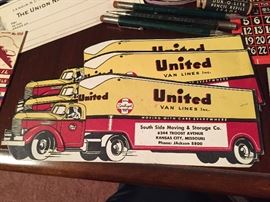 THE UNION N
United
VAN LINES Inc.
United
VAN LINES Inc.
MOVING WITH CARE EVERYWHERE
South Side Moving & Storage Co.
6344 TROOST AVENUE
KANSAS CITY, MISSOURI
Phone: JAckson 8800